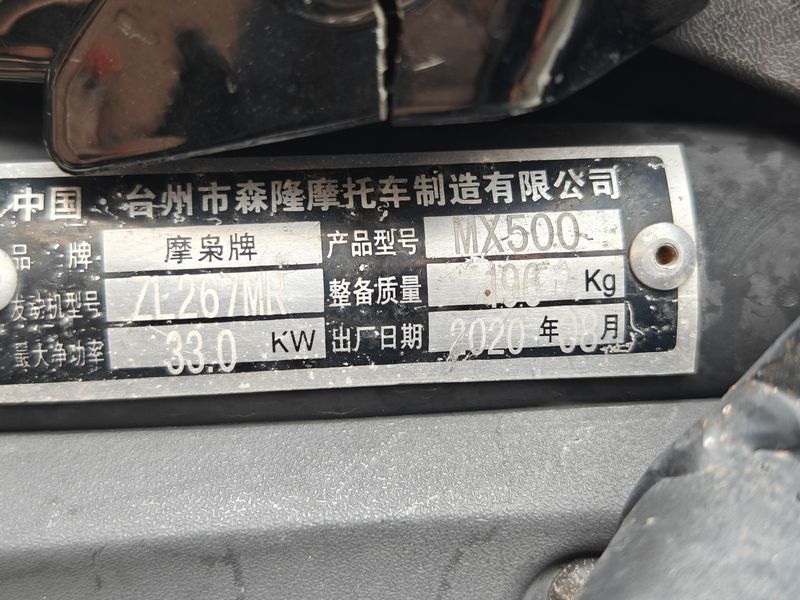 中国·台州市森隆摩托车制造有限公司
品牌 摩枭牌 产品型号 MX500
发动机型号 ZL267MR 整备质量 190 Kg
最大净功率 33.0 KW 出厂日期 2020 年 月